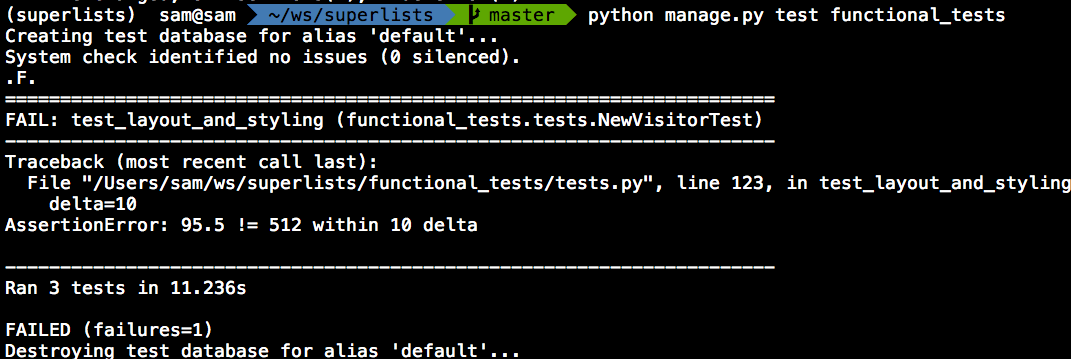 (superlists) sam@sam ~/ws/superlists master python manage.py test functional_tests
Creating test database for alias 'default'...
System check identified no issues (0 silenced).
.F.
======================================================================
FAIL: test_layout_and_styling (functional_tests.tests.NewVisitorTest)
----------------------------------------------------------------------
Traceback (most recent call last):
  File "/Users/sam/ws/superlists/functional_tests/tests.py", line 123, in test_layout_and_styling
    delta=10
AssertionError: 95.5 != 512 within 10 delta
----------------------------------------------------------------------
Ran 3 tests in 11.236s
FAILED (failures=1)
Destroying test database for alias 'default'...